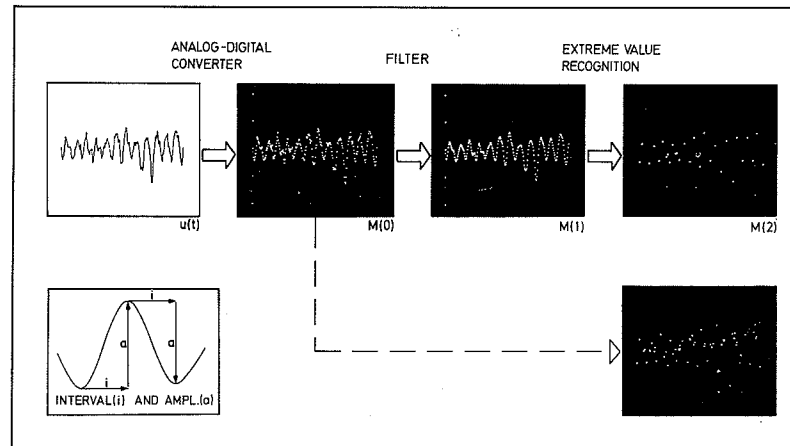 ANALOG-DIGITAL
CONVERTER
FILTER
EXTREME VALUE
RECOGNITION
u(t)
M(0)
M(1)
M(2)
i
a
a
i
INTERVAL(i) AND AMPL.(a)